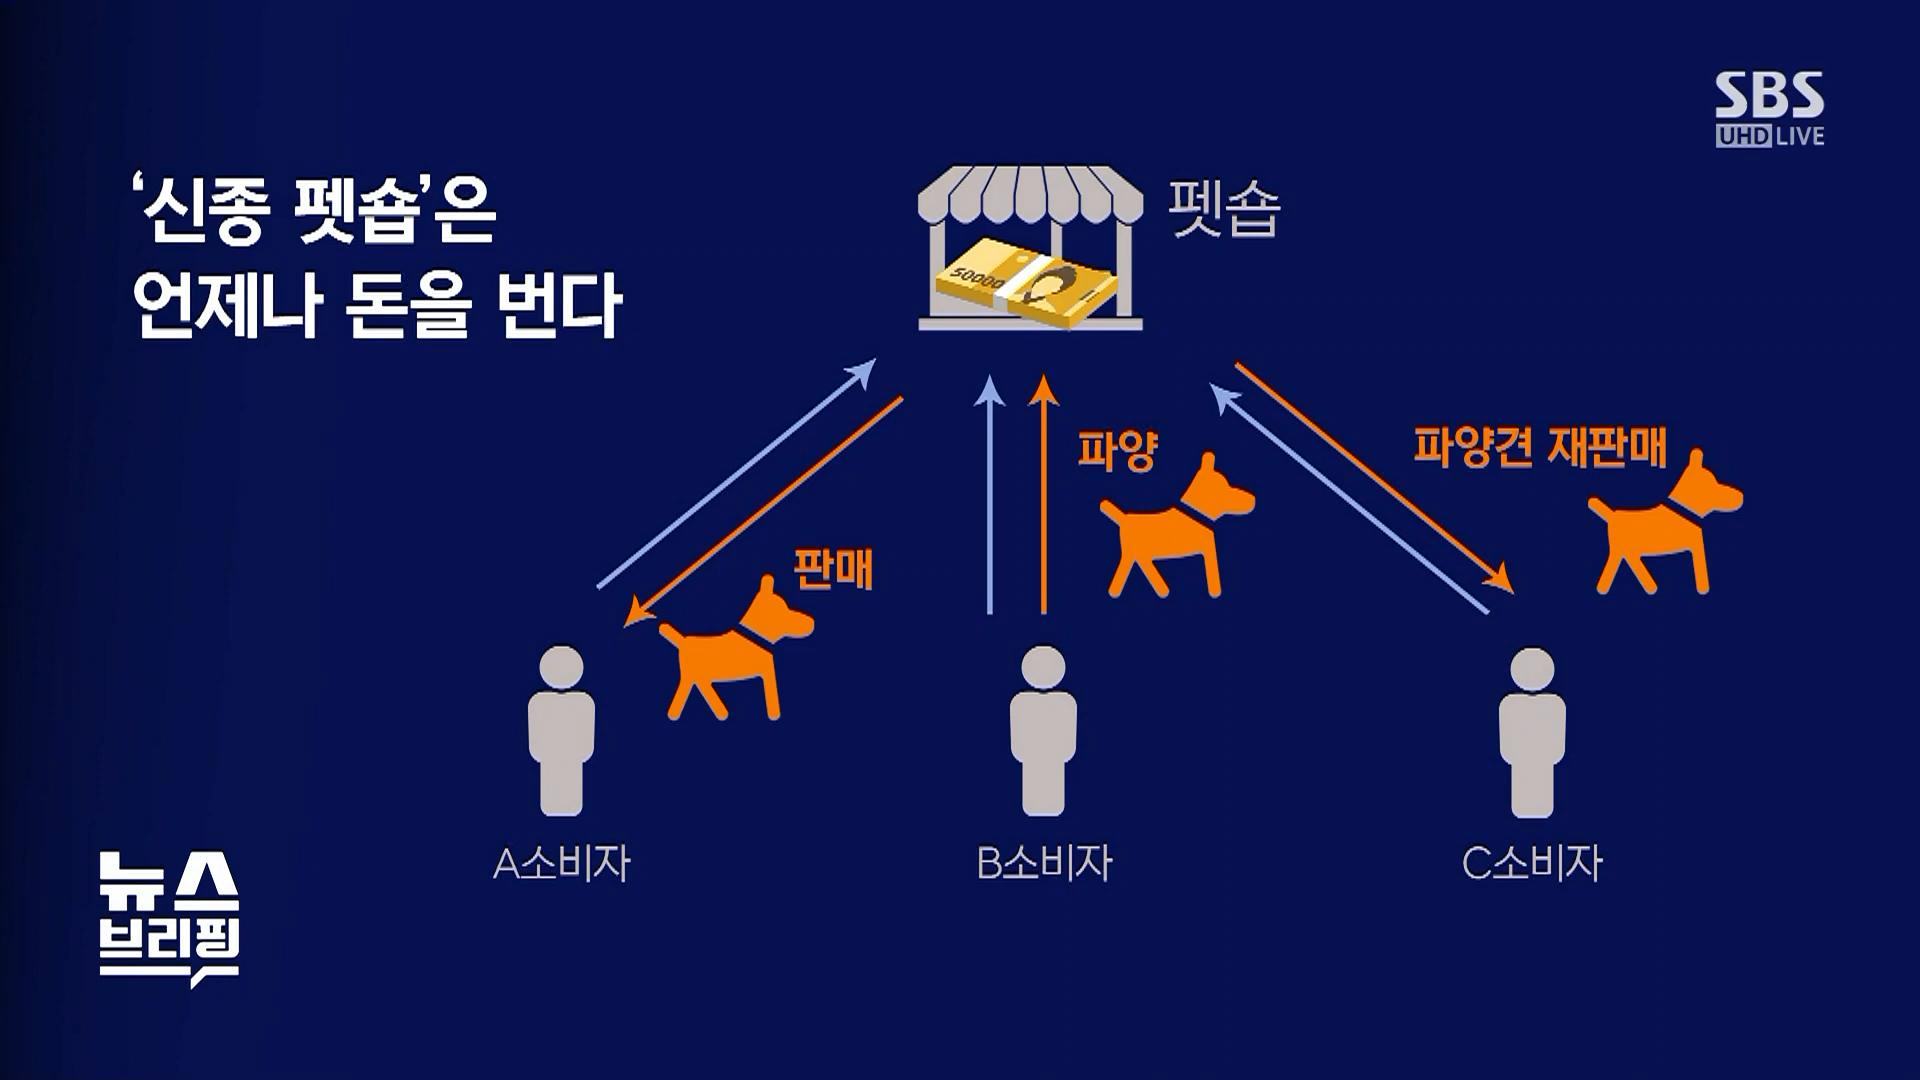 SBS
UHD LIVE
‘신종 펫숍’은
언제나 돈을 번다
펫숍
50000
파양
파양견 재판매
판매
A소비자
B소비자
C소비자
뉴스
브리핑